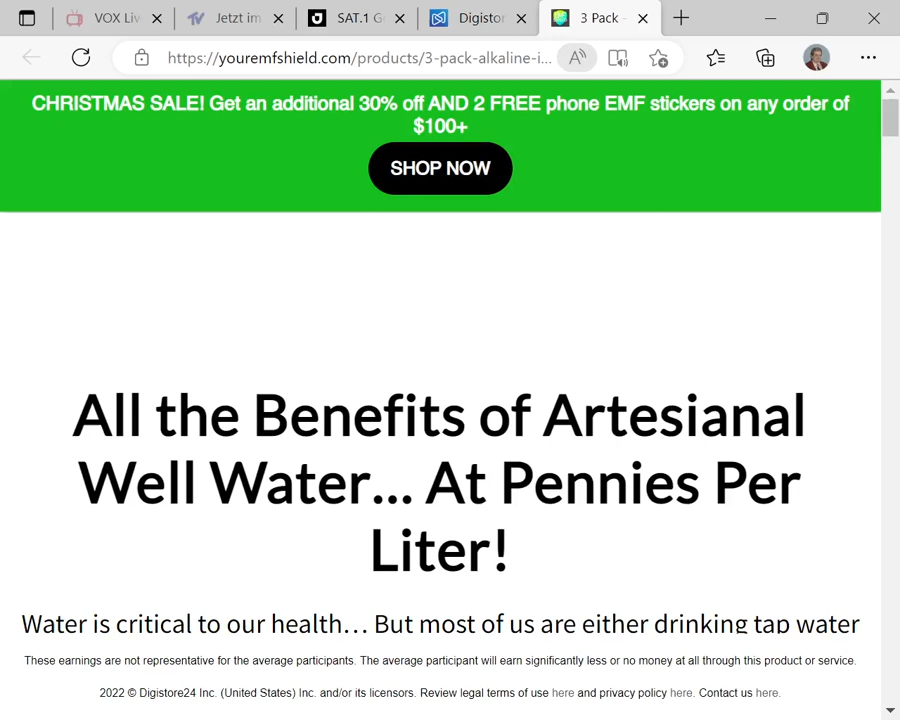 VOX Liv
Jetzt im
SAT.1 G
Digistor
3 Pack -
https://youremfshield.com/products/3-pack-alkaline-i...
CHRISTMAS SALE! Get an additional 30% off AND 2 FREE phone EMF stickers on any order of
$100+
SHOP NOW
All the Benefits of Artesianal
Well Water... At Pennies Per
Liter!
Water is critical to our health… But most of us are either drinking tap water
These earnings are not representative for the average participants. The average participant will earn significantly less or no money at all through this product or service.
2022 © Digistore24 Inc. (United States) Inc. and/or its licensors. Review legal terms of use here and privacy policy here. Contact us here.